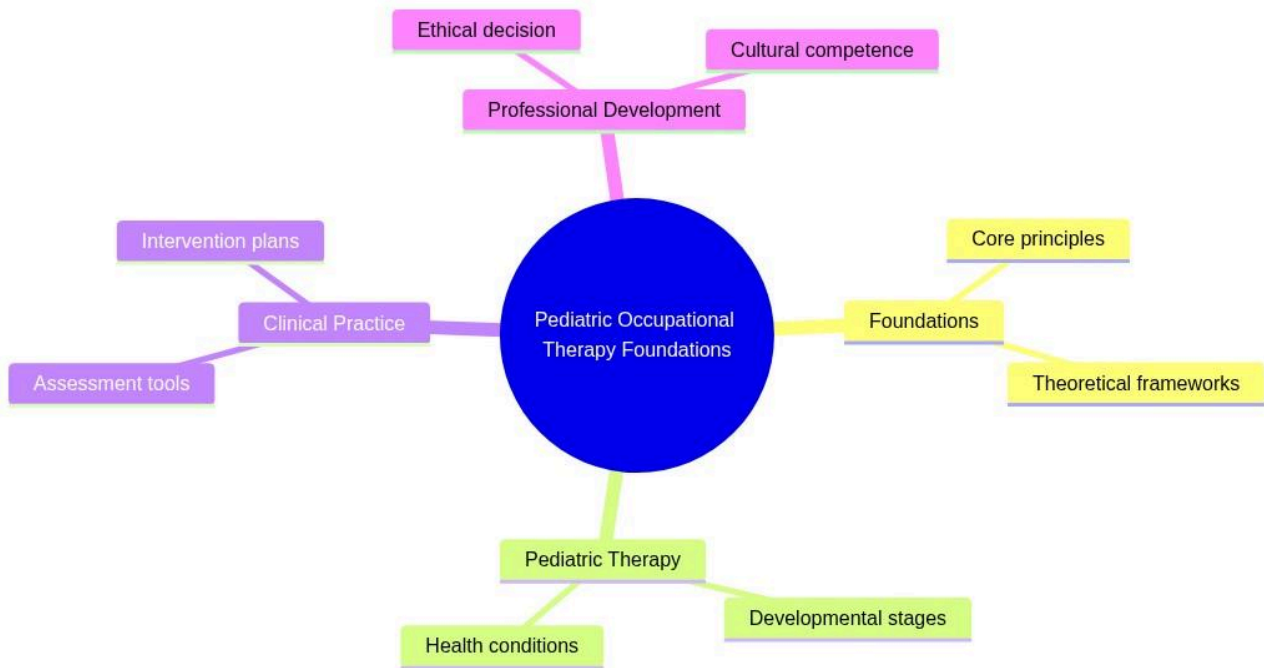 Ethical decision
Cultural competence
Professional Development
Intervention plans
Core principles
Clinical Practice
Pediatric Occupational
Therapy Foundations
Foundations
Assessment tools
Theoretical frameworks
Pediatric Therapy
Developmental stages
Health conditions